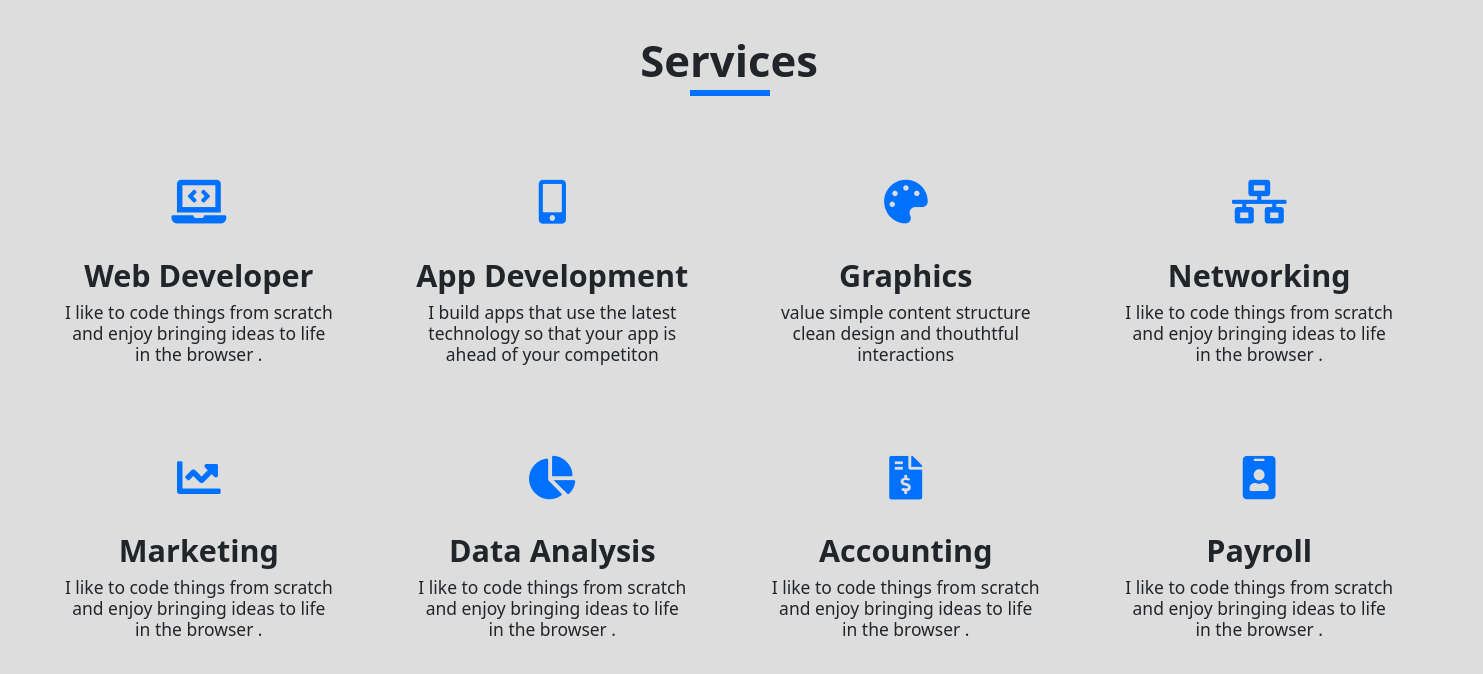 Services
Web Developer
I like to code things from scratch
and enjoy bringing ideas to life
in the browser .
App Development
I build apps that use the latest
technology so that your app is
ahead of your competiton
Graphics
value simple content structure
clean design and thouthtful
interactions
Networking
I like to code things from scratch
and enjoy bringing ideas to life
in the browser .
Marketing
I like to code things from scratch
and enjoy bringing ideas to life
in the browser .
Data Analysis
I like to code things from scratch
and enjoy bringing ideas to life
in the browser .
Accounting
I like to code things from scratch
and enjoy bringing ideas to life
in the browser .
Payroll
I like to code things from scratch
and enjoy bringing ideas to life
in the browser .